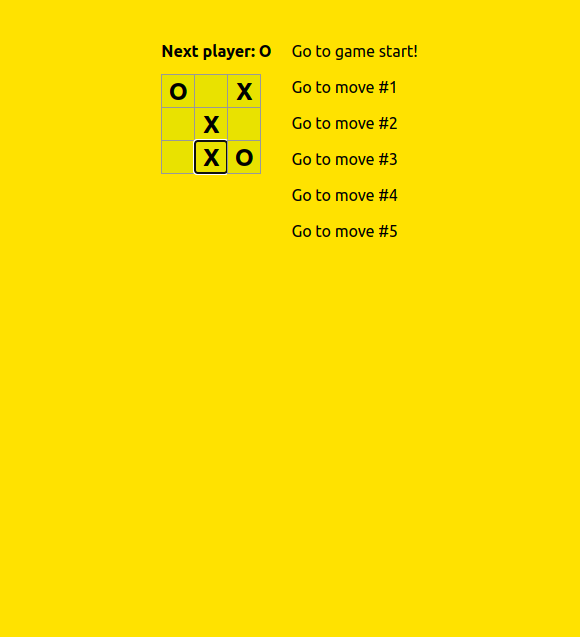 Next player: O
O X
X
X O
Go to game start!
Go to move #1
Go to move #2
Go to move #3
Go to move #4
Go to move #5